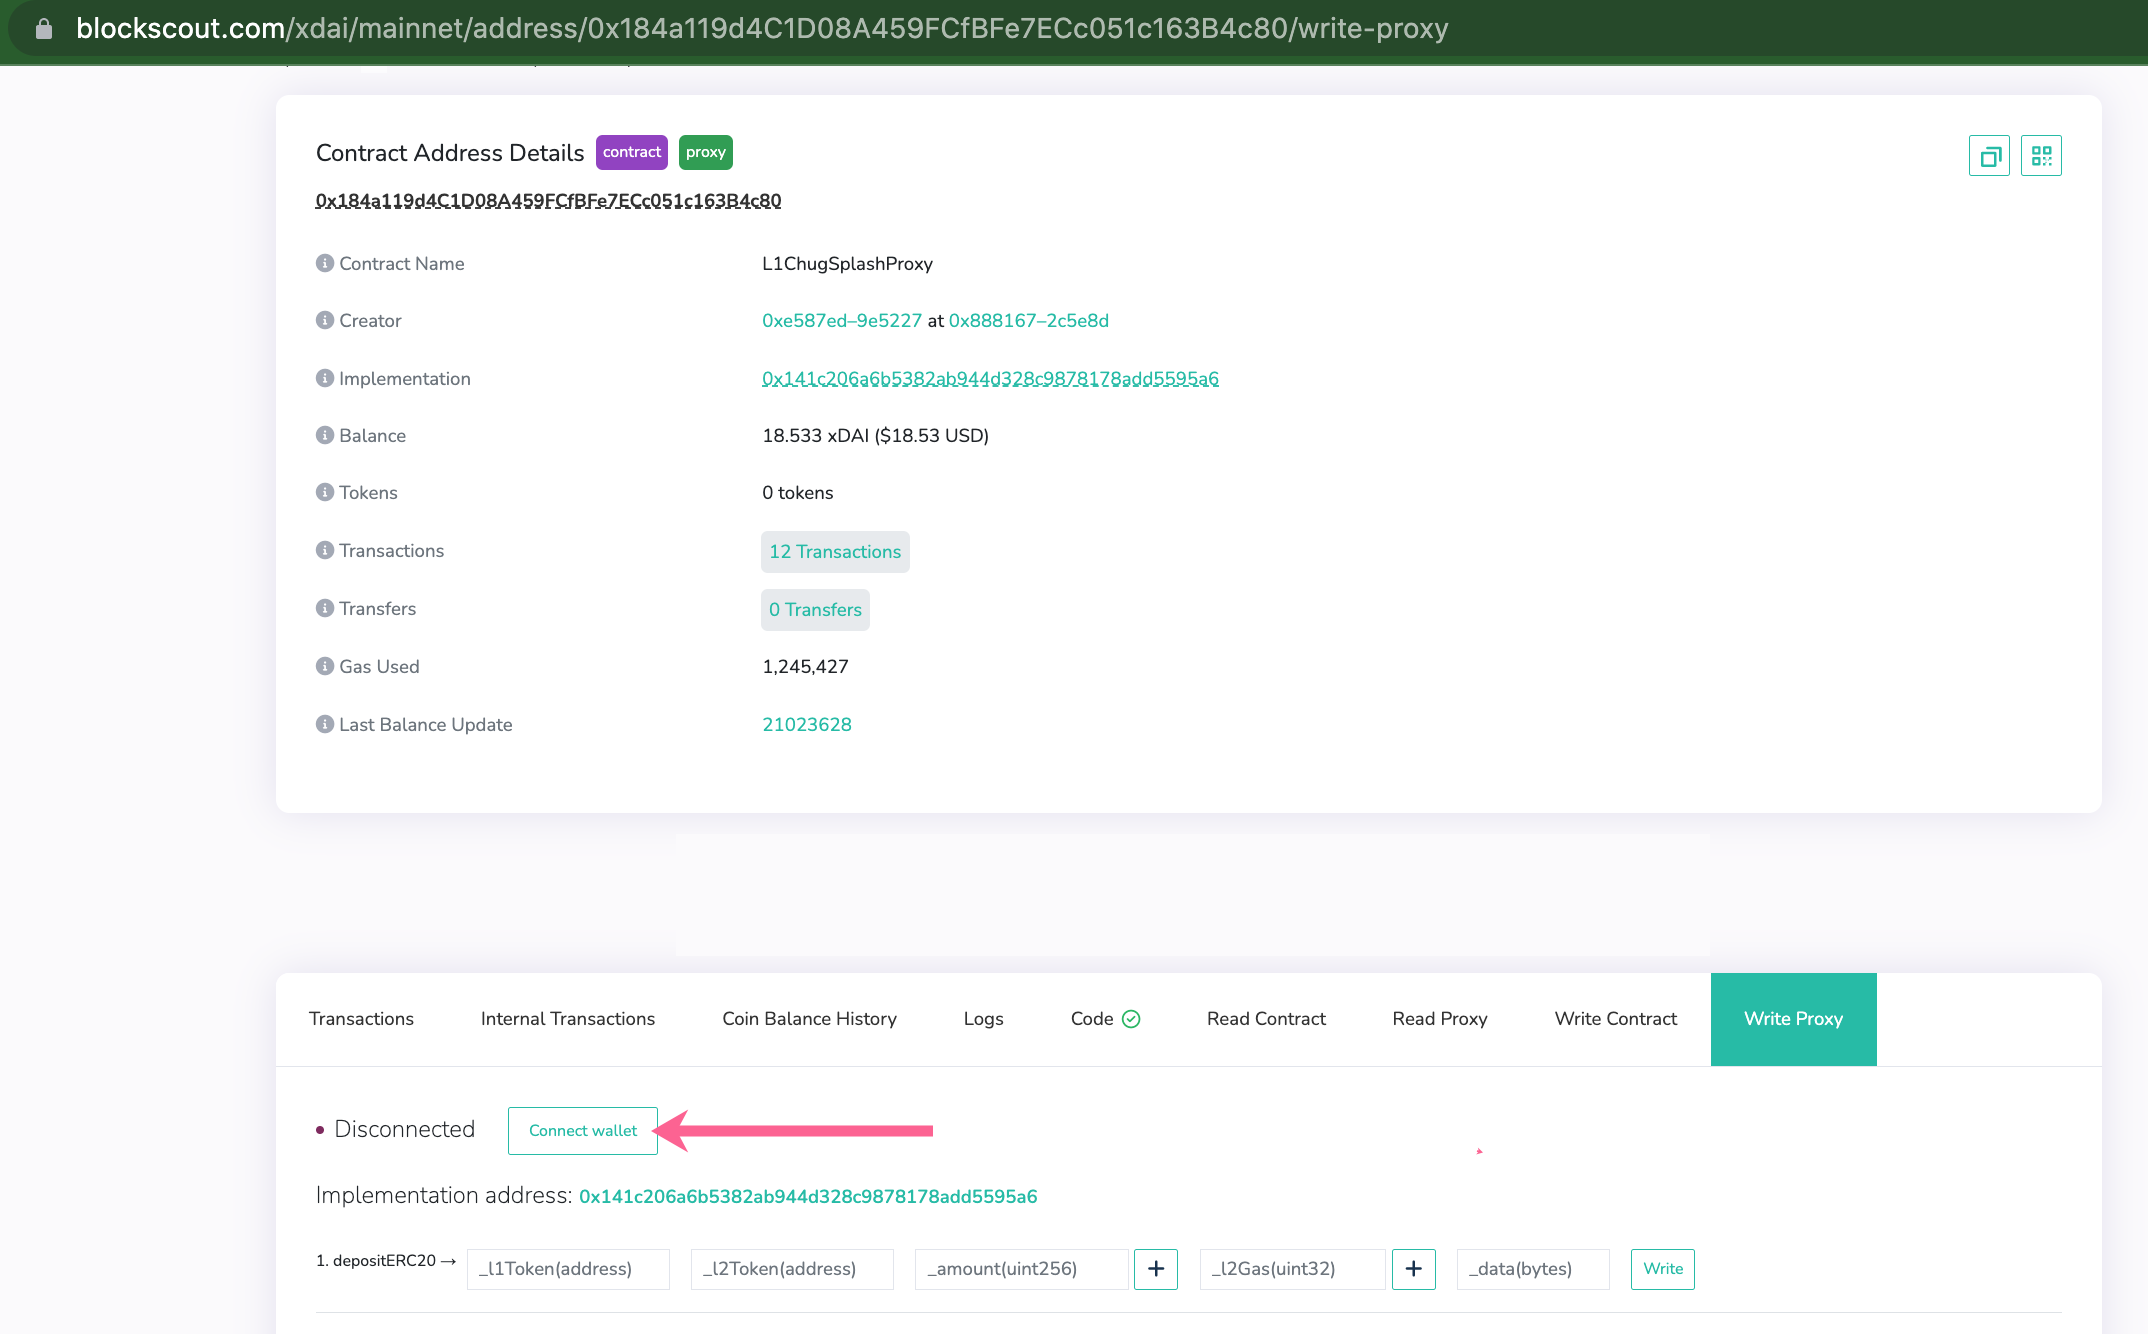 blockscout.com/xdai/mainnet/address/0x184a119d4C1D08A459FCfBFe7ECc051c163B4c80/write-proxy
Contract Address Details contract proxy
0x184a119d4C1D08A459FCfBFe7ECc051c163B4c80
Contract Name L1ChugSplashProxy
Creator 0xe587ed–9e5227 at 0x888167–2c5e8d
Implementation 0x141c206a6b5382ab944d328c9878178add5595a6
Balance 18.533 xDAI ($18.53 USD)
Tokens 0 tokens
Transactions 12 Transactions
Transfers 0 Transfers
Gas Used 1,245,427
Last Balance Update 21023628
Transactions Internal Transactions Coin Balance History Logs Code Read Contract Read Proxy Write Contract Write Proxy
Disconnected Connect wallet
Implementation address: 0x141c206a6b5382ab944d328c9878178add5595a6
1. depositERC20 → _l1Token(address) _l2Token(address) _amount(uint256) + _l2Gas(uint32) + _data(bytes) Write